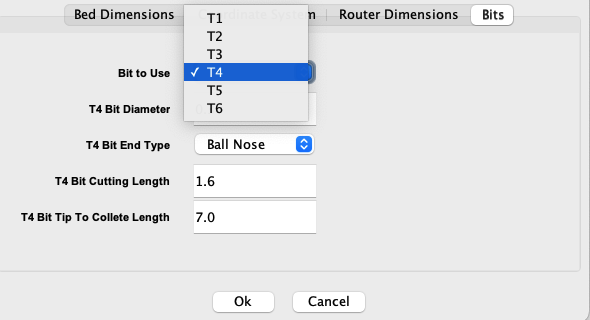 Bed Dimensions System Router Dimensions Bits
T1
T2
T3
Bit to Use ✓ T4
T5
T6
T4 Bit Diameter
T4 Bit End Type Ball Nose
T4 Bit Cutting Length 1.6
T4 Bit Tip To Collete Length 7.0
Ok Cancel